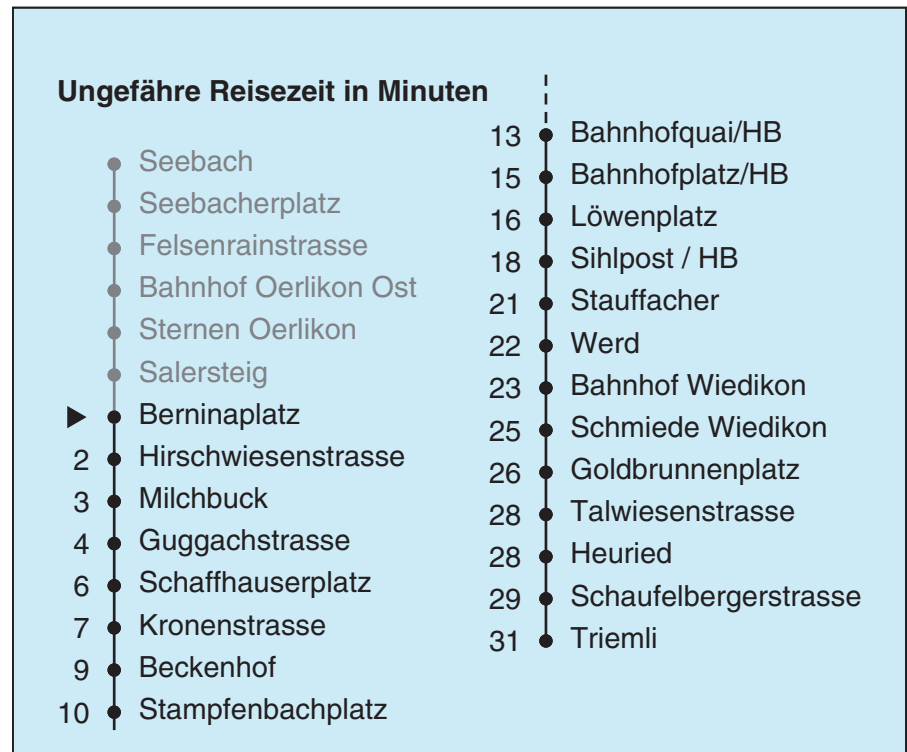 Ungefähre Reisezeit in Minuten
Seebach
Seebacherplatz
Felsenrainstrasse
Bahnhof Oerlikon Ost
Sternen Oerlikon
Salersteig
Berninaplatz
2 Hirschwiesenstrasse
3 Milchbuck
4 Guggachstrasse
6 Schaffhauserplatz
7 Kronenstrasse
9 Beckenhof
10 Stampfenbachplatz
13 Bahnhofquai/HB
15 Bahnhofplatz/HB
16 Löwenplatz
18 Sihlpost / HB
21 Stauffacher
22 Werd
23 Bahnhof Wiedikon
25 Schmiede Wiedikon
26 Goldbrunnenplatz
28 Talwiesenstrasse
28 Heuried
29 Schaufelbergerstrasse
31 Triemli